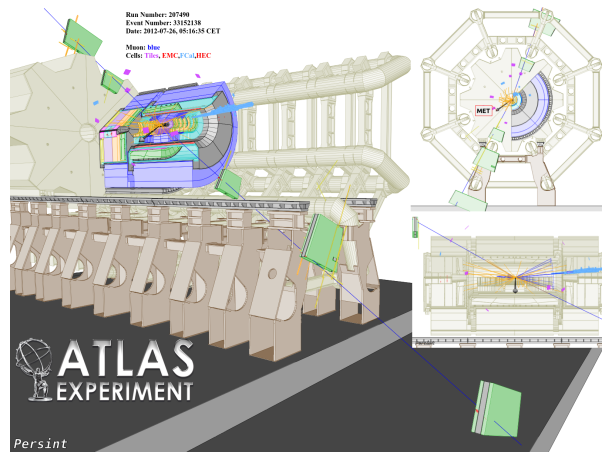 Run Number: 207490
Event Number: 33152138
Date: 2012-07-26, 05:16:35 CET
Muon: blue
Cells: Tiles, EMC,FCal,HEC
MET
Persint
ATLAS
EXPERIMENT
Persint